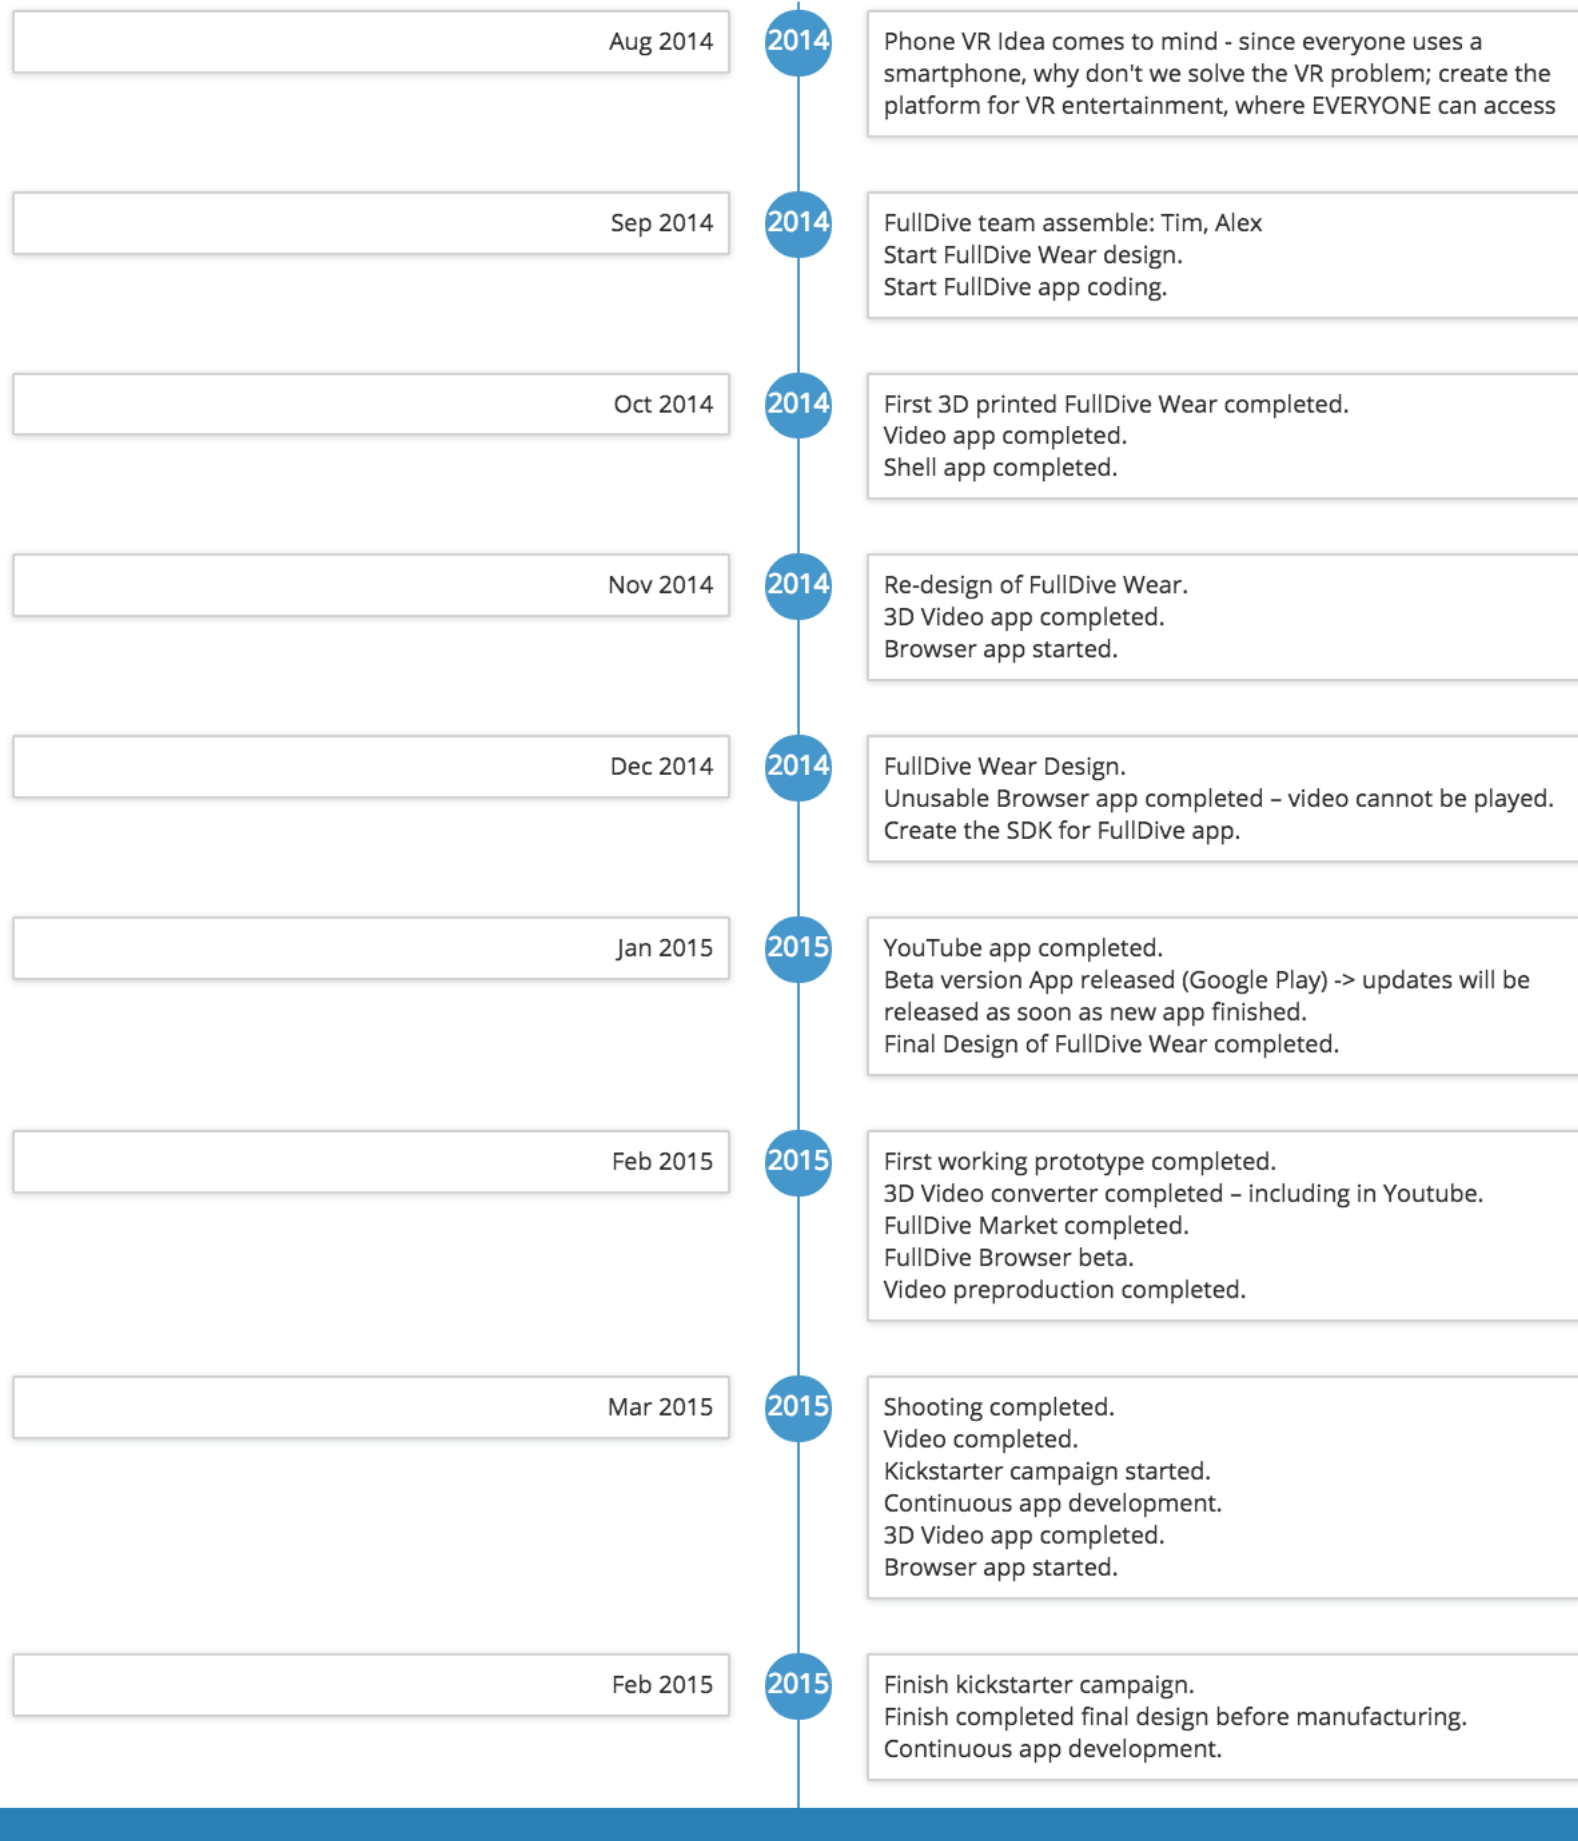 Aug 2014
2014
Phone VR Idea comes to mind - since everyone uses a
smartphone, why don't we solve the VR problem; create the
platform for VR entertainment, where EVERYONE can access
Sep 2014
2014
FullDive team assemble: Tim, Alex
Start FullDive Wear design.
Start FullDive app coding.
Oct 2014
2014
First 3D printed FullDive Wear completed.
Video app completed.
Shell app completed.
Nov 2014
2014
Re-design of FullDive Wear.
3D Video app completed.
Browser app started.
Dec 2014
2014
FullDive Wear Design.
Unusable Browser app completed – video cannot be played.
Create the SDK for FullDive app.
Jan 2015
2015
YouTube app completed.
Beta version App released (Google Play) -> updates will be
released as soon as new app finished.
Final Design of FullDive Wear completed.
Feb 2015
2015
First working prototype completed.
3D Video converter completed – including in Youtube.
FullDive Market completed.
FullDive Browser beta.
Video preproduction completed.
Mar 2015
2015
Shooting completed.
Video completed.
Kickstarter campaign started.
Continuous app development.
3D Video app completed.
Browser app started.
Feb 2015
2015
Finish kickstarter campaign.
Finish completed final design before manufacturing.
Continuous app development.